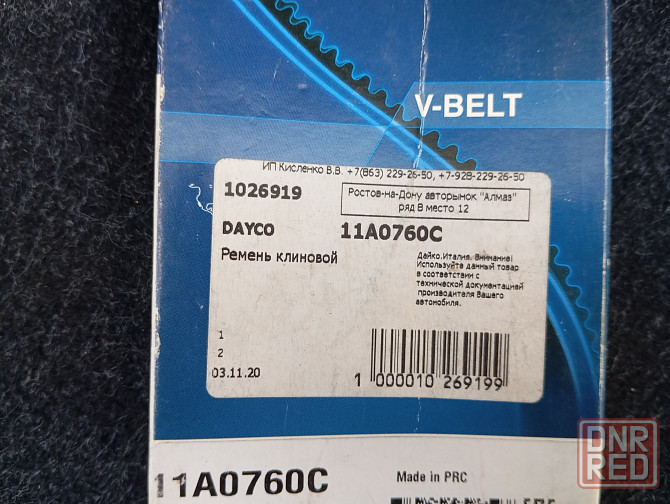 V-BELT
ИП Кисленко В.В. +7(863) 229-26-50, +7-928-229-26-50
1026919
Ростов-на-Дону авторынок "Алмаз"
ряд В место 12
DAYCO 11A0760C
Ремень клиновой
Дайко.Италия. Внимание!
Используйте данный товар
в соответствии с
технической документацией
производителя Вашего
автомобиля.
1
2
03.11.20
1 000010 269199
11A0760C
Made in PRC
DNR
RED